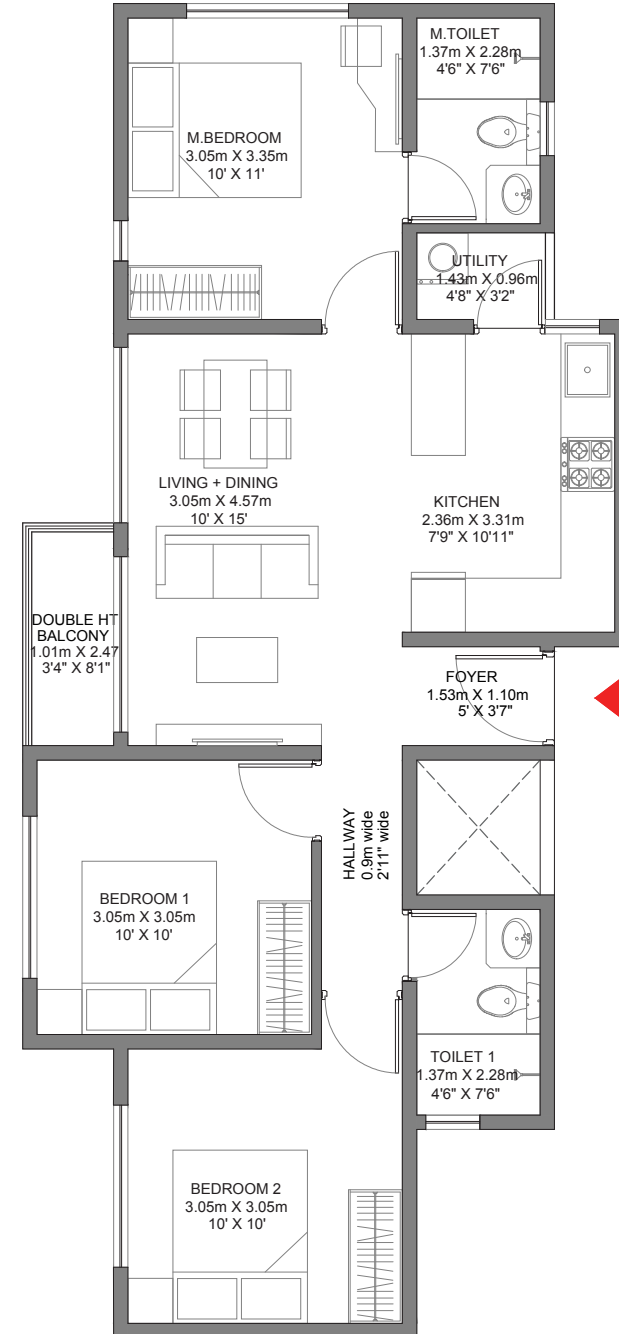 M.TOILET
1.37m X 2.28m
4'6" X 7'6"
M.BEDROOM
3.05m X 3.35m
10' X 11'
UTILITY
1.43m X 0.96m
4'8" X 3'2"
LIVING + DINING
3.05m X 4.57m
10' X 15'
KITCHEN
2.36m X 3.31m
7'9" X 10'11"
DOUBLE HT
BALCONY
1.01m X 2.47
3'4" X 8'1"
FOYER
1.53m X 1.10m
5' X 3'7"
HALLWAY
0.9m wide
2'11" wide
BEDROOM 1
3.05m X 3.05m
10' X 10'
TOILET 1
1.37m X 2.28m
4'6" X 7'6"
BEDROOM 2
3.05m X 3.05m
10' X 10'